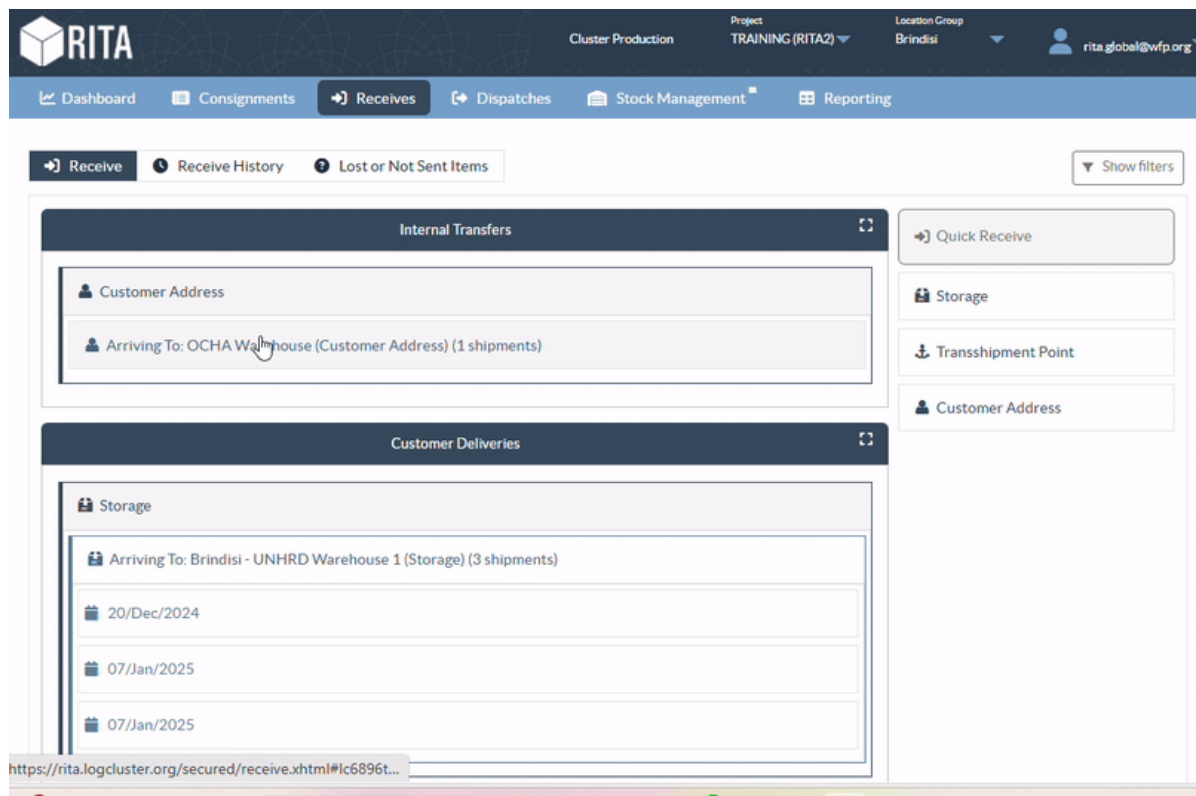 RITA
Cluster Production
Project
TRAINING (RITA2)
Location Group
Brindisi
rita.global@wfp.org
Dashboard
Consignments
Receives
Dispatches
Stock Management
Reporting
Receive
Receive History
Lost or Not Sent Items
Show filters
Internal Transfers
Quick Receive
Customer Address
Storage
Arriving To: OCHA Warehouse (Customer Address) (1 shipments)
Transshipment Point
Customer Address
Customer Deliveries
Storage
Arriving To: Brindisi - UNHRD Warehouse 1 (Storage) (3 shipments)
20/Dec/2024
07/Jan/2025
07/Jan/2025
https://rita.logcluster.org/secured/receive.xhtml#lc6896t...